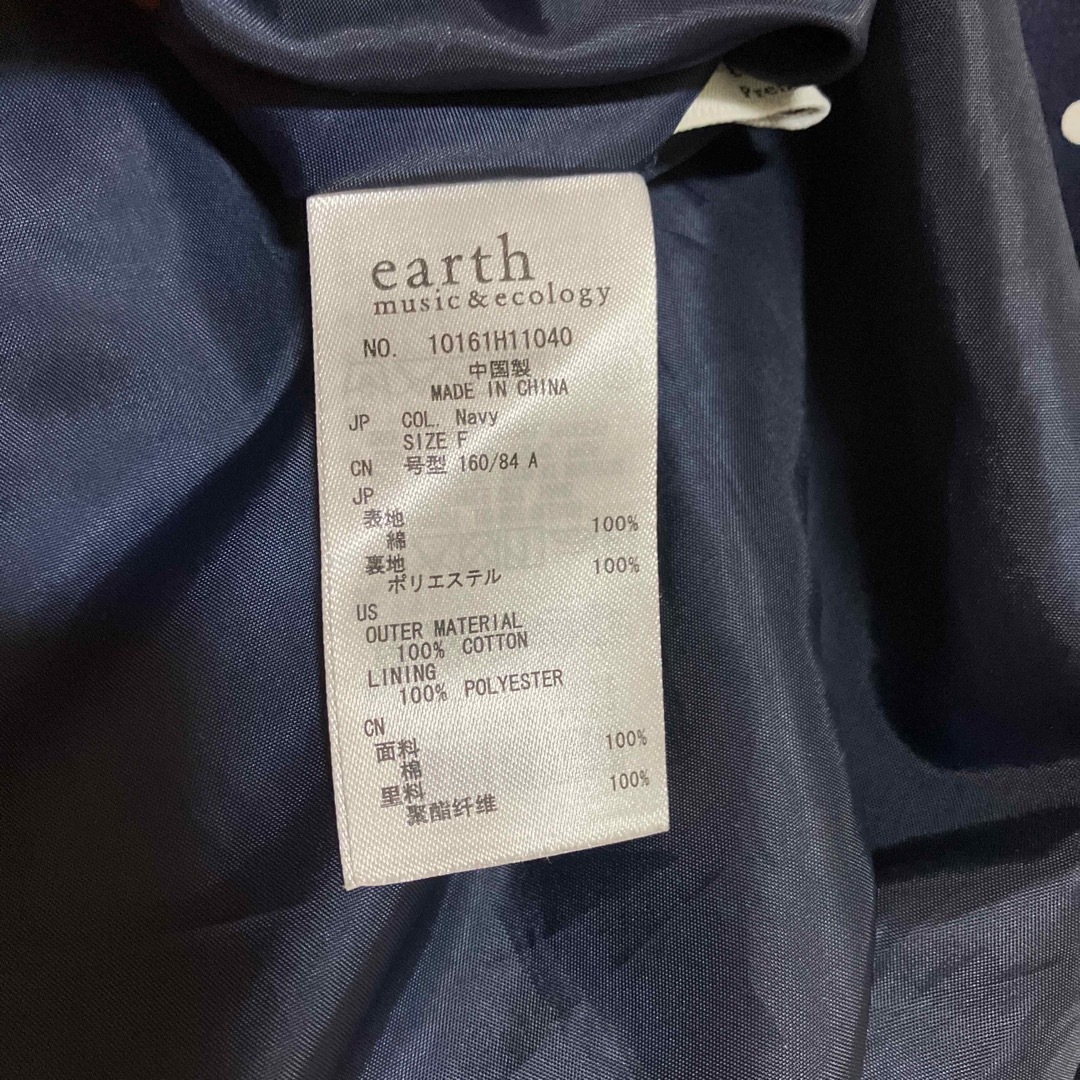 earth
music & ecology
NO. 10161H11040
中国製
MADE IN CHINA
JP COL. Navy
SIZE F
CN 号型 160/84 A
JP
表地
綿 100%
裏地
ポリエステル 100%
US
OUTER MATERIAL
100% COTTON
LINING
100% POLYESTER
CN
面料
棉 100%
里料
聚酯纤维 100%